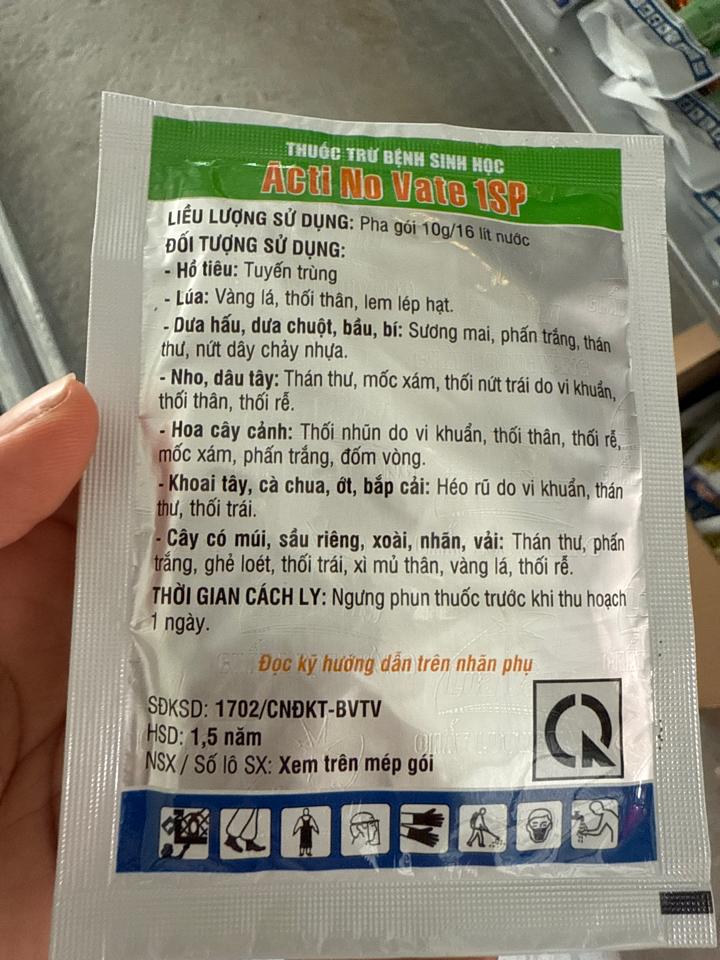 THUỐC TRỪ BỆNH SINH HỌC
Acti No Vate 1SP
LIỀU LƯỢNG SỬ DỤNG: Pha gói 10g/16 lít nước
ĐỐI TƯỢNG SỬ DỤNG:
- Hồ tiêu: Tuyến trùng
- Lúa: Vàng lá, thối thân, lem lép hạt.
- Dưa hấu, dưa chuột, bầu, bí: Sương mai, phấn trắng, thán
thư, nứt dây chảy nhựa.
- Nho, dâu tây: Thán thư, mốc xám, thối nứt trái do vi khuẩn,
thối thân, thối rễ.
- Hoa cây cảnh: Thối nhũn do vi khuẩn, thối thân, thối rễ,
mốc xám, phấn trắng, đốm vòng.
- Khoai tây, cà chua, ớt, bắp cải: Héo rũ do vi khuẩn, thán
thư, thối trái.
- Cây có múi, sầu riêng, xoài, nhãn, vải: Thán thư, phấn
trắng, ghẻ loét, thối trái, xì mủ thân, vàng lá, thối rễ.
THỜI GIAN CÁCH LY: Ngưng phun thuốc trước khi thu hoạch
1 ngày.
Đọc kỹ hướng dẫn trên nhãn phụ
SĐKSD: 1702/CNĐKT-BVTV
HSD: 1,5 năm
NSX / Số lô SX: Xem trên mép gói